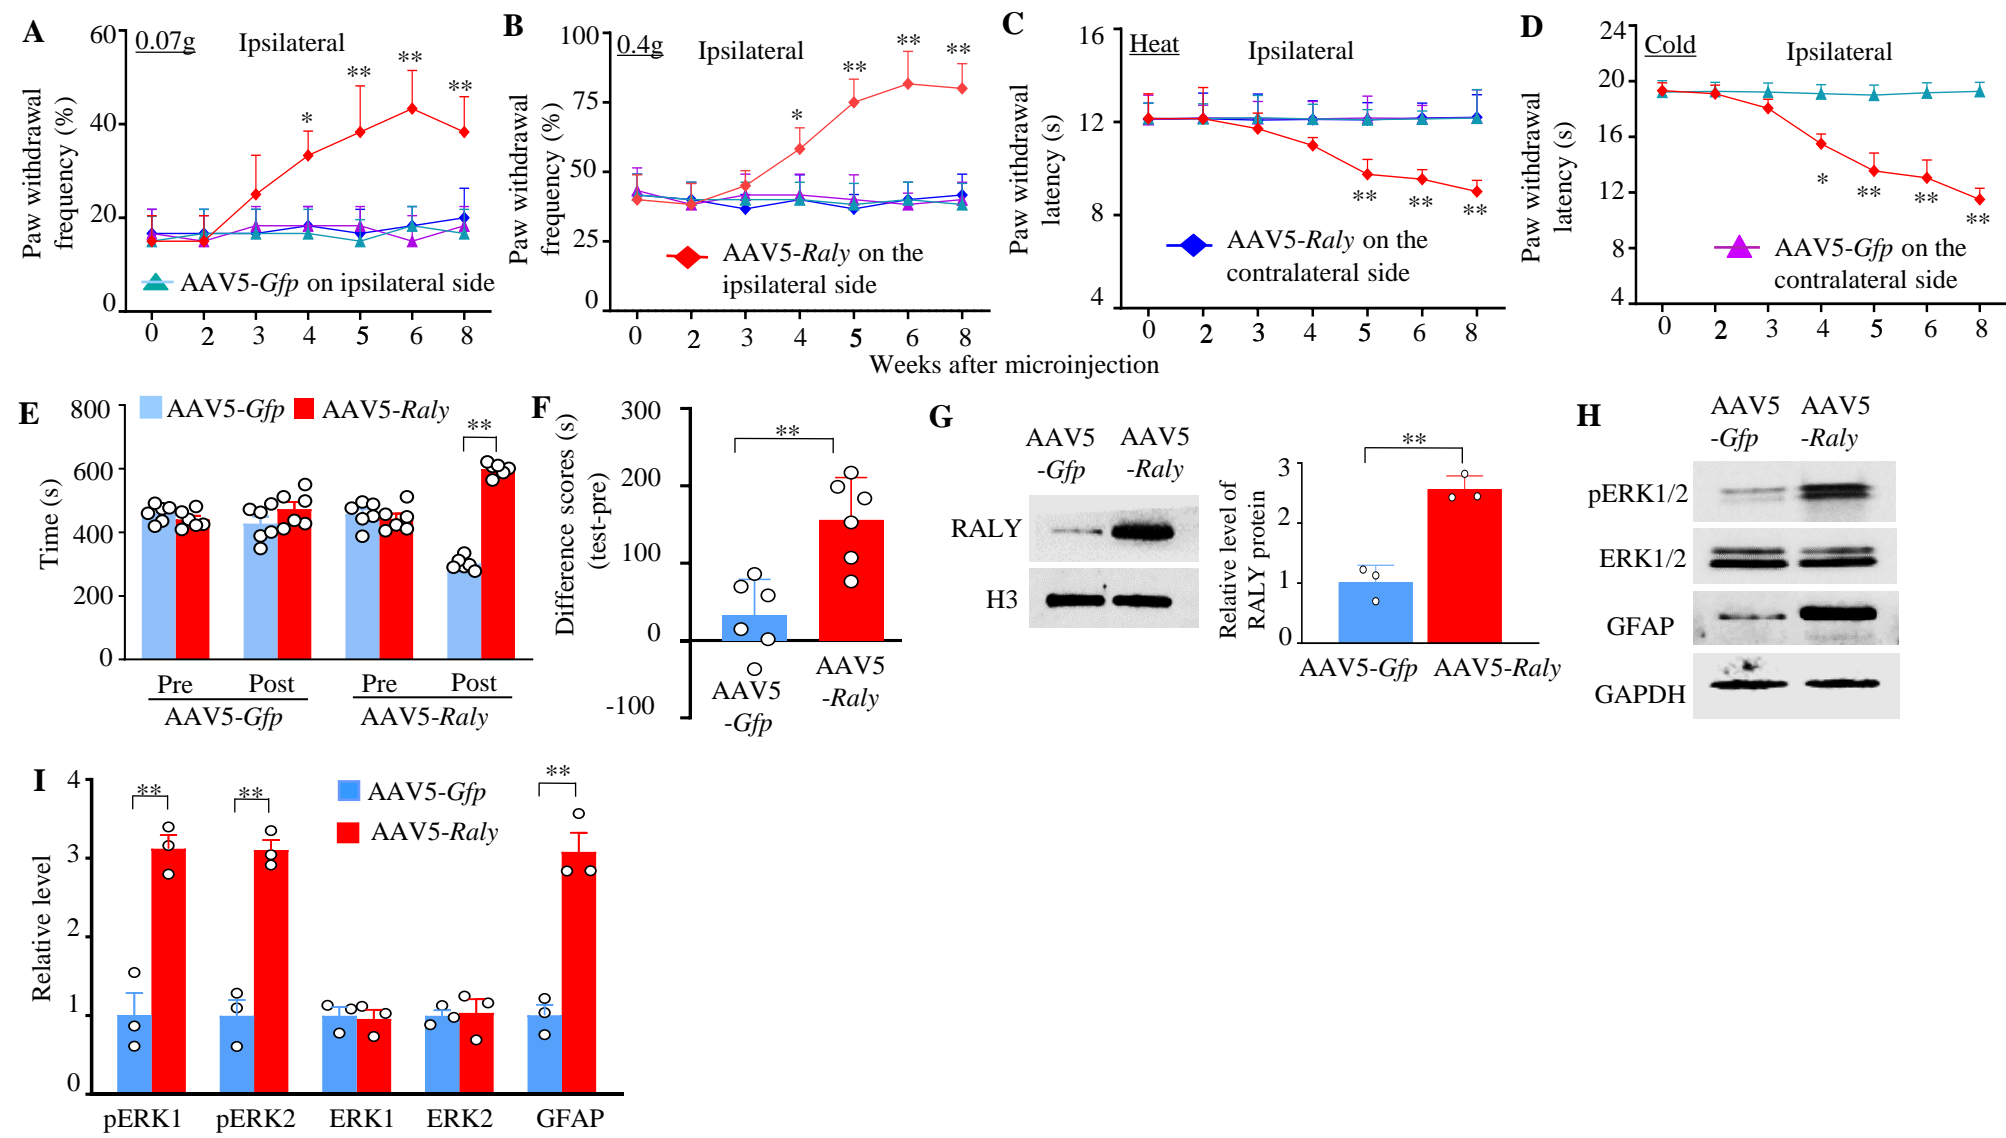 A
0.07g
Ipsilateral
Paw withdrawal
frequency (%)
60
40
20
0
*
**
**
**
AAV5-Gfp on ipsilateral side
0 2 3 4 5 6 8
B
0.4g
Ipsilateral
Paw withdrawal
frequency (%)
100
75
50
25
0
*
**
**
**
AAV5-Raly on the
ipsilateral side
0 2 3 4 5 6 8
C
Heat
Ipsilateral
Paw withdrawal
latency (s)
16
12
8
4
**
**
**
AAV5-Raly on the
contralateral side
0 2 3 4 5 6 8
D
Cold
Ipsilateral
Paw withdrawal
latency (s)
24
20
16
12
8
4
*
**
**
**
AAV5-Gfp on the
contralateral side
0 2 3 4 5 6 8
Weeks after microinjection
E
AAV5-Gfp AAV5-Raly
Time (s)
800
600
400
200
0
**
Pre Post Pre Post
AAV5-Gfp AAV5-Raly
F
Difference scores (s)
(test-pre)
300
200
100
0
-100
**
AAV5
-Gfp
AAV5
-Raly
G
AAV5
-Gfp
AAV5
-Raly
RALY
H3
Relative level of
RALY protein
3
2
1
0
**
AAV5-Gfp AAV5-Raly
H
AAV5
-Gfp
AAV5
-Raly
pERK1/2
ERK1/2
GFAP
GAPDH
I
Relative level
4
3
2
1
0
**
**
**
AAV5-Gfp
AAV5-Raly
pERK1 pERK2 ERK1 ERK2 GFAP